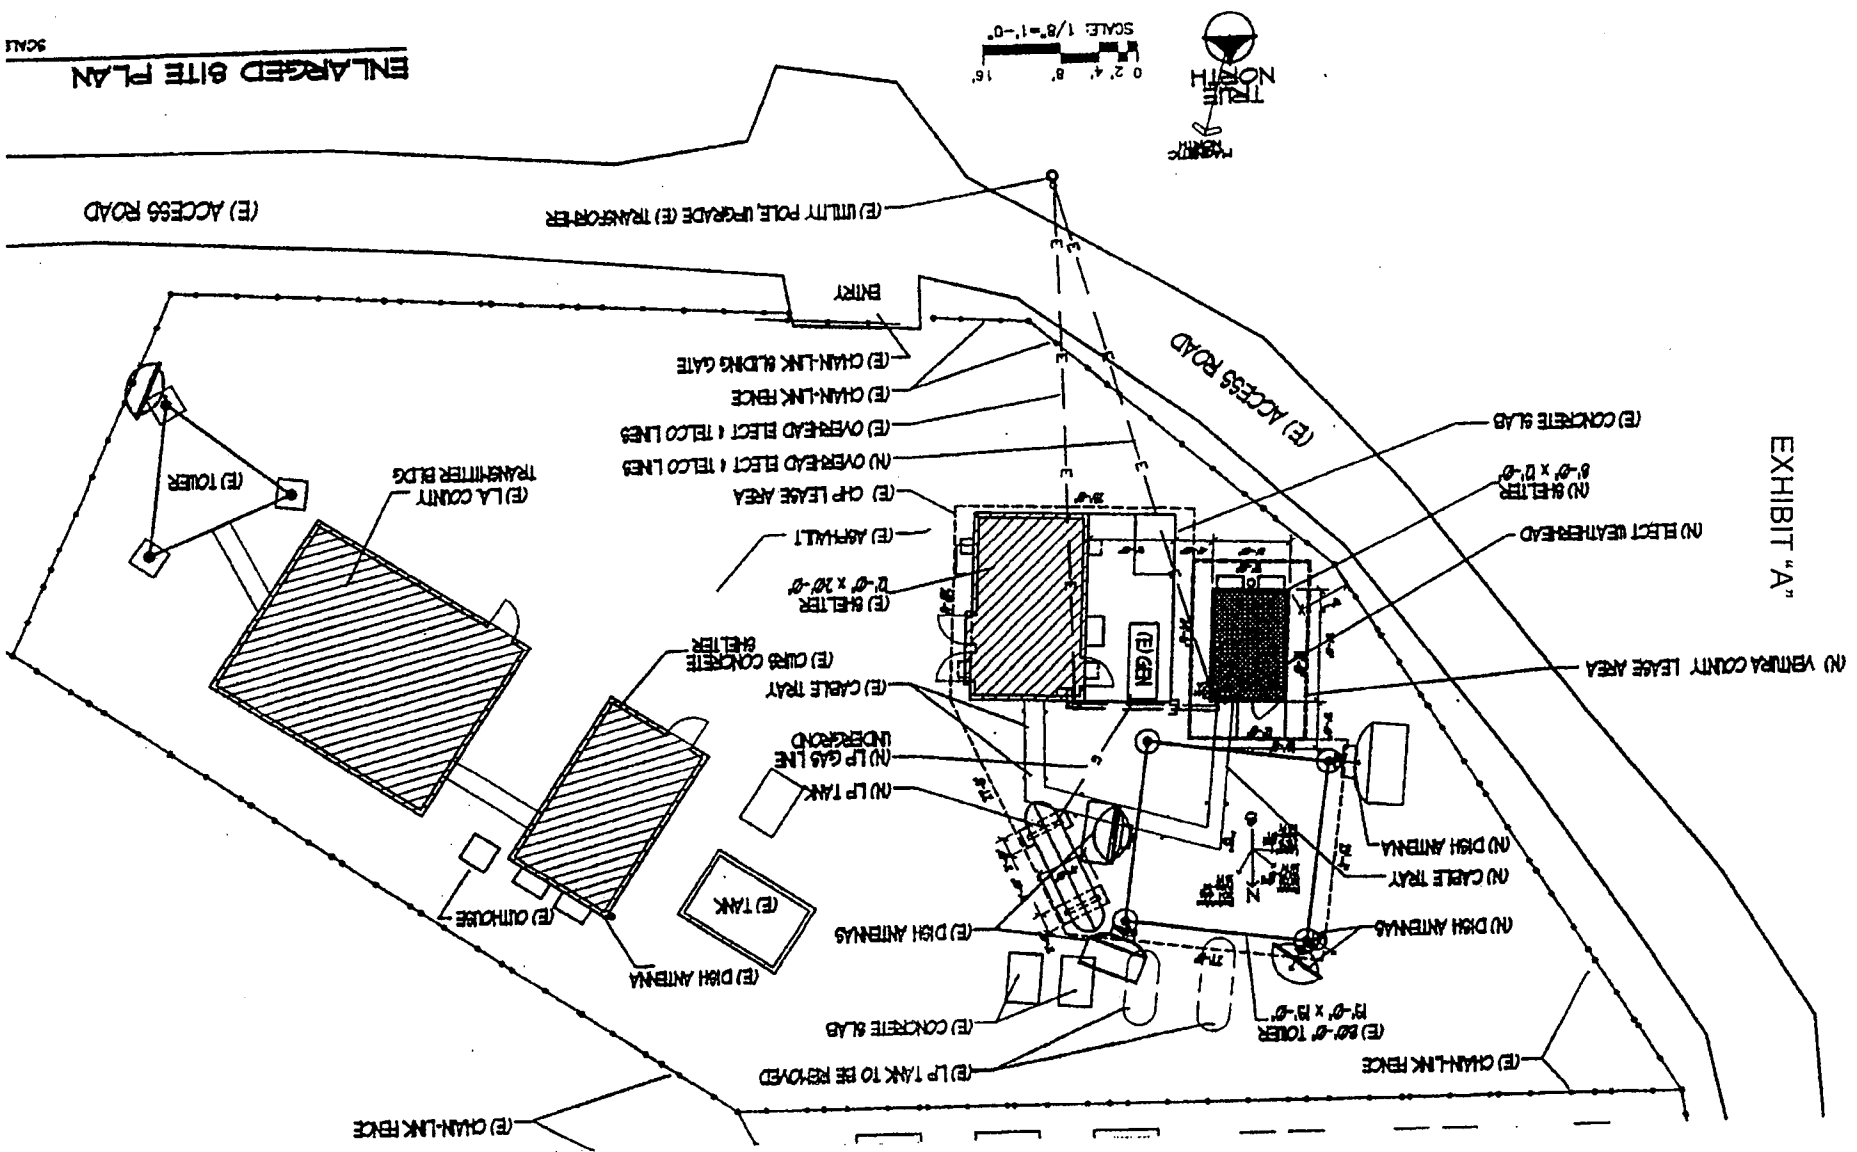 EXHIBIT "A"
ENLARGED SITE PLAN
SCALE: 1/8"=1'-0"
0 2' 4' 8' 16'
TRUE
NORTH
MAGNETIC
NORTH
(E) ACCESS ROAD
(E) UTILITY POLE, UPGRADE (E) TRANSFORMER
ENTRY
(E) CHAIN-LINK SLIDING GATE
(E) CHAIN-LINK FENCE
(E) OVERHEAD ELECT & TELCO LINES
(N) OVERHEAD ELECT & TELCO LINES
(E) CHP LEASE AREA
(E) ASPHALT
(E) SHELTER
12'-0" x 20'-0"
(E) CURB CONCRETE
SHELTER
(E) CABLE TRAY
(N) LP GAS LINE
UNDERGROND
(N) LP TANK
(E) DISH ANTENNAS
(E) CONCRETE SLAB
(E) LP TANK TO BE REMOVED
(E) CHAIN-LINK FENCE
(E) ACCESS ROAD
(E) CONCRETE SLAB
(N) SHELTER
8'-0" x 12'-0"
(N) ELECT WEATHERHEAD
(N) VENTURA COUNTY LEASE AREA
(N) DISH ANTENNA
(N) CABLE TRAY
(N) DISH ANTENNAS
(E) 80'-0" TOWER
19'-0" x 19'-0"
(E) CHAIN-LINK FENCE
(E) GEN
(E) TOWER
(E) L.A. COUNTY
TRANSMITTER BLDG
(E) OUTHOUSE
(E) TANK
(E) DISH ANTENNA